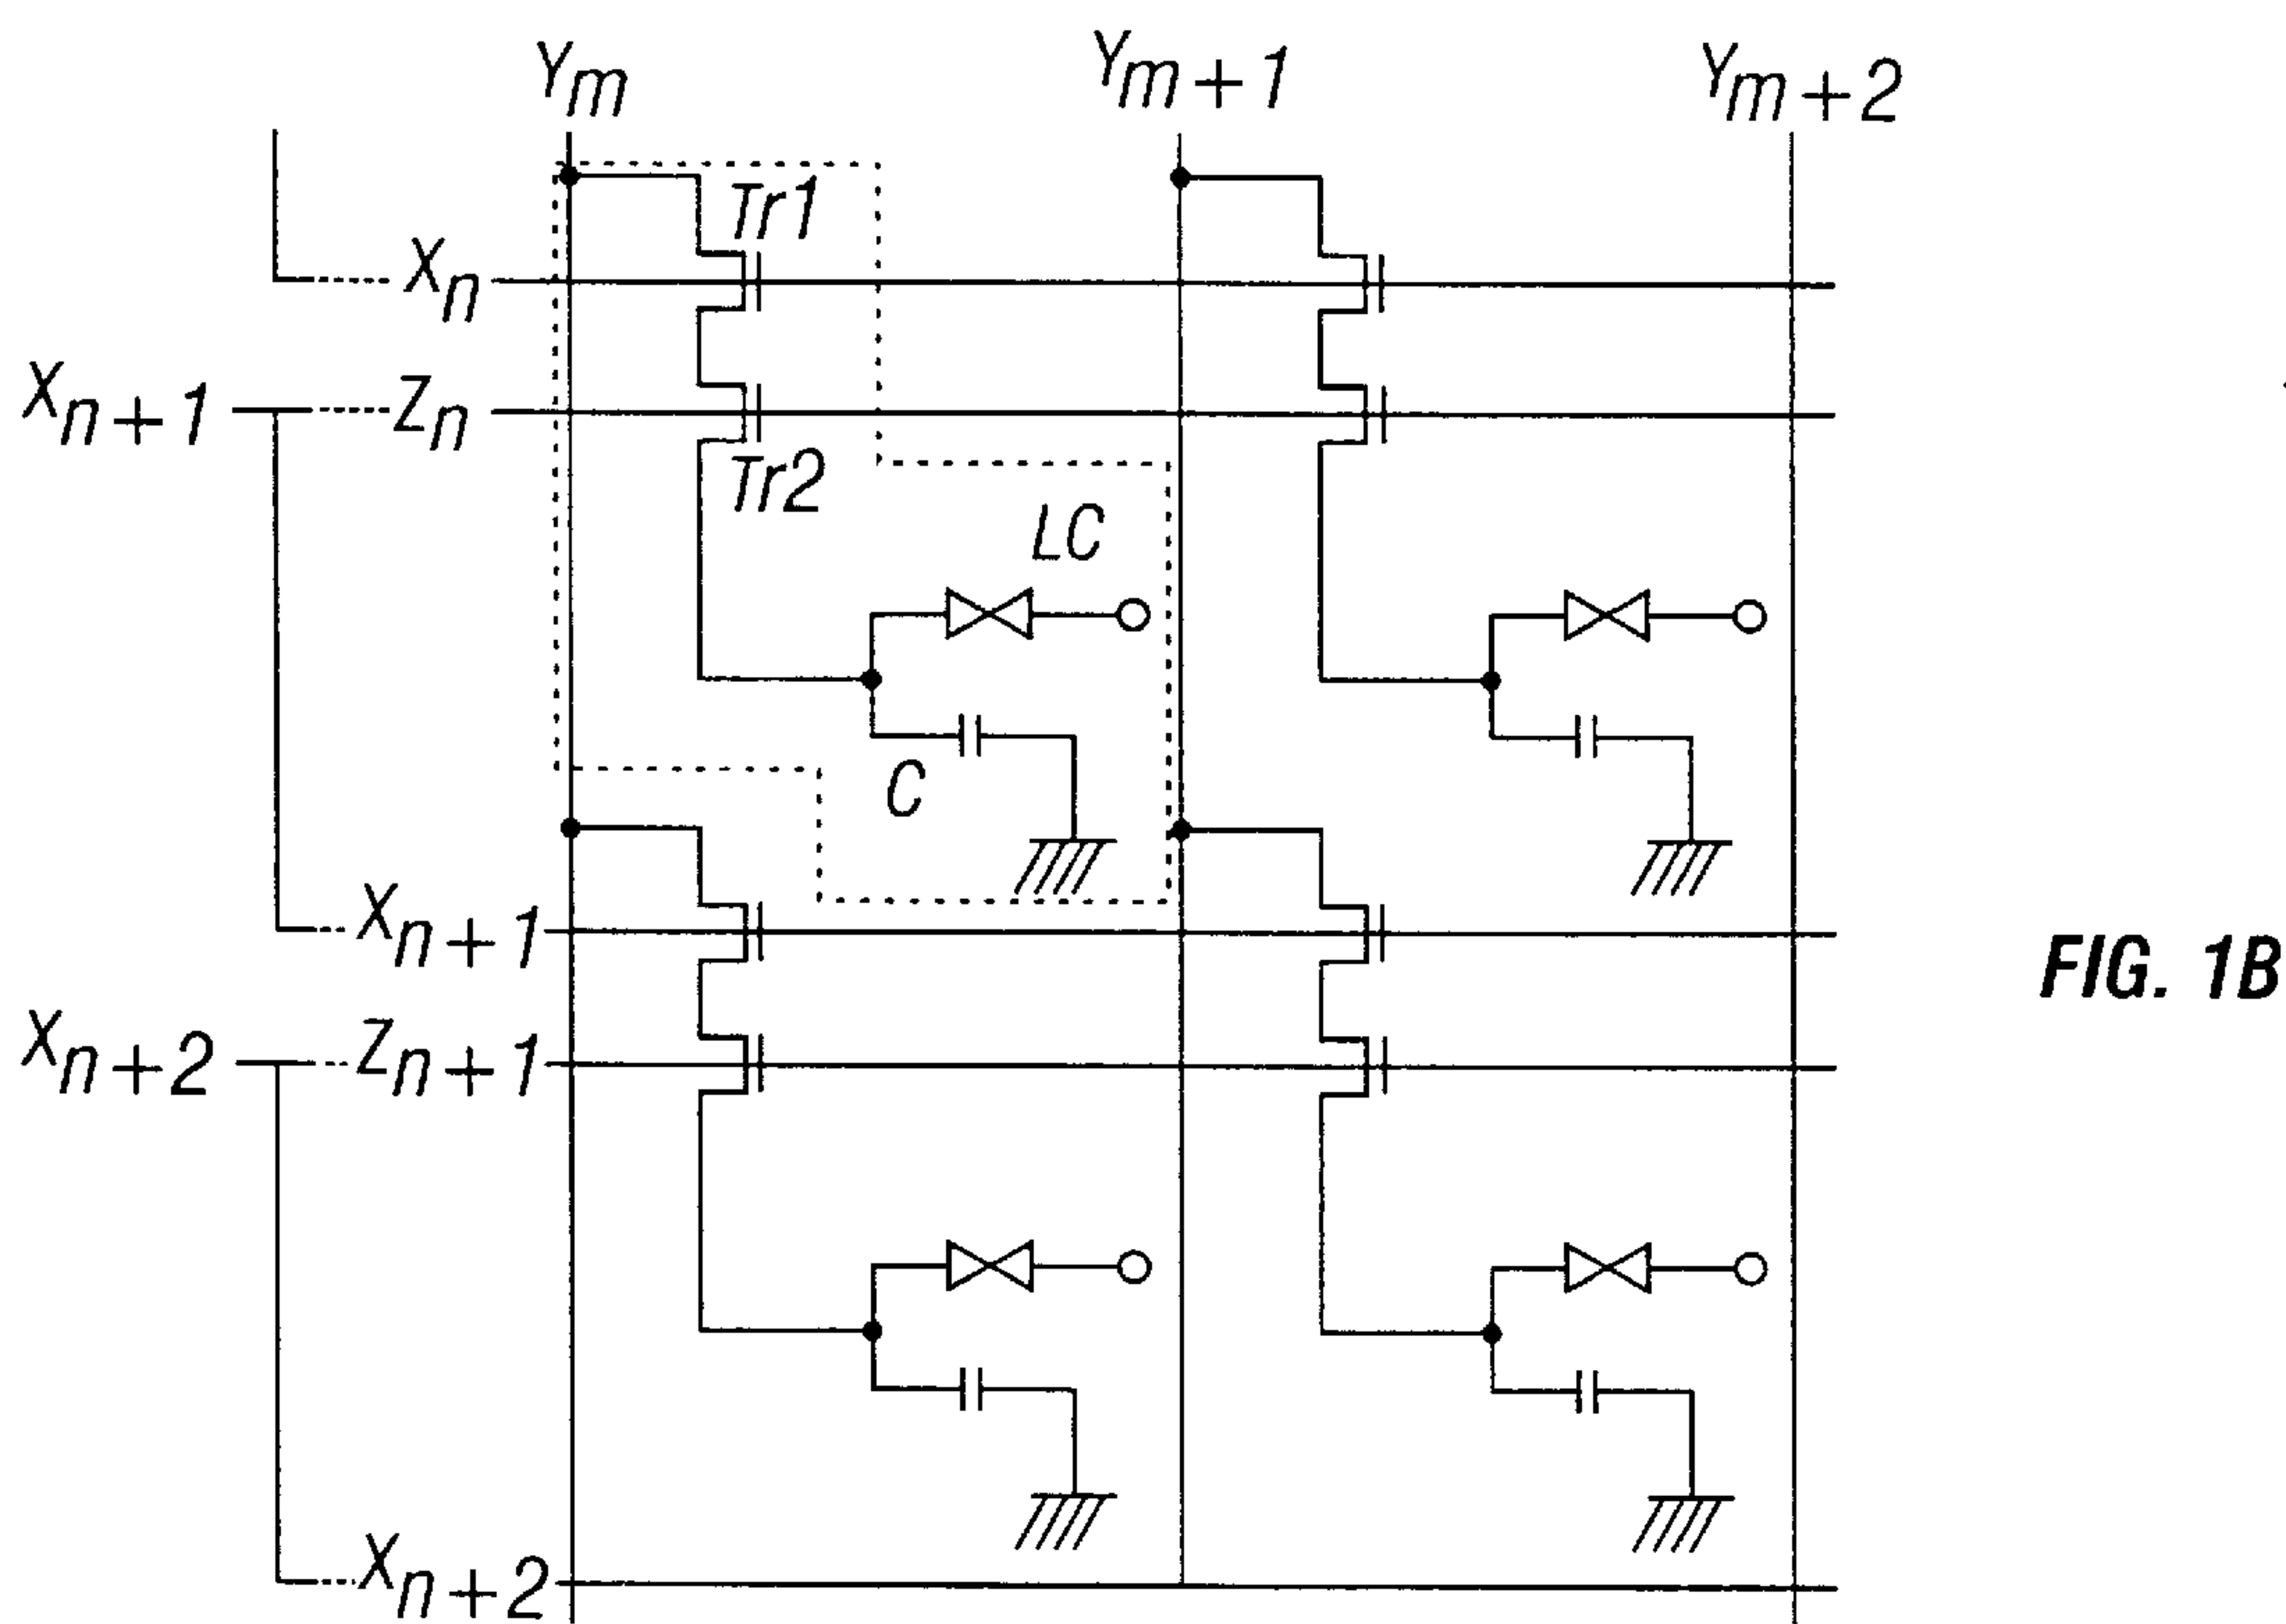 Ym
Ym+1
Ym+2
Tr1
Xn
Xn+1
Zn
Tr2
LC
C
Xn+1
FIG. 1B
Xn+2
Zn+1
Xn+2